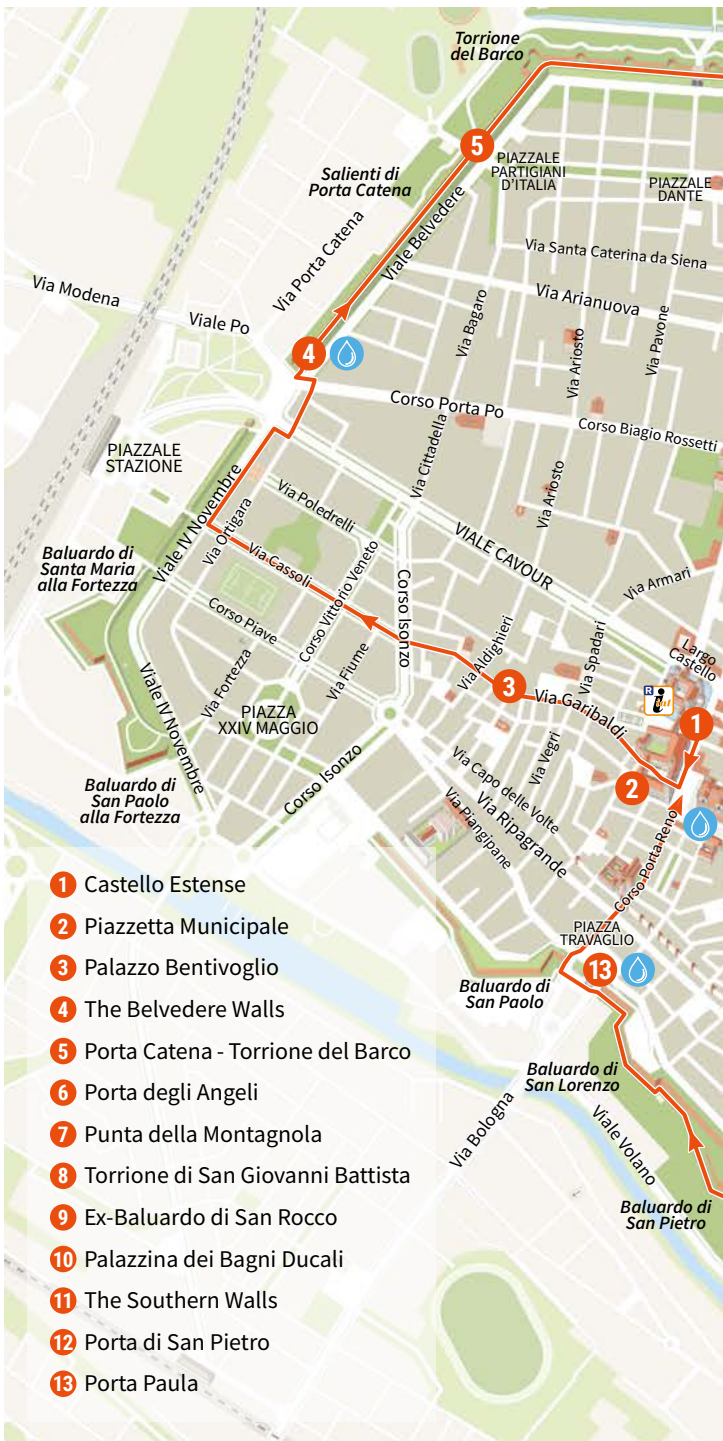 Torrione
del Barco
5
PIAZZALE
PARTIGIANI
D'ITALIA
PIAZZALE
DANTE
Salienti di
Porta Catena
Viale Belvedere
Via Porta Catena
Via Santa Caterina da Siena
Via Modena
Viale Po
Via Arianuova
Via Bagaro
Via Ariosto
Via Pavone
4
Corso Porta Po
Corso Biagio Rossetti
PIAZZALE
STAZIONE
Via Cittadella
Via Ariosto
Viale IV Novembre
Via Ortigara
Via Poledrelli
VIALE CAVOUR
Baluardo di
Santa Maria
alla Fortezza
Via Cassoli
Corso Vittorio Veneto
Corso Isonzo
Via Armari
Corso Piave
Via Fortezza
Via Fiume
Via Aldighieri
Via Spadari
Largo
Castello
3
R
i
Via Garibaldi
1
Viale IV Novembre
PIAZZA
XXIV MAGGIO
Via Vegri
2
Baluardo di
San Paolo
alla Fortezza
Corso Isonzo
Via Capo delle Volte
Via Ripagrande
Via Piangipane
Corso Porta Reno
PIAZZA
TRAVAGLIO
13
Baluardo di
San Paolo
Baluardo di
San Lorenzo
Via Bologna
Viale Volano
Baluardo di
San Pietro
1 Castello Estense
2 Piazzetta Municipale
3 Palazzo Bentivoglio
4 The Belvedere Walls
5 Porta Catena - Torrione del Barco
6 Porta degli Angeli
7 Punta della Montagnola
8 Torrione di San Giovanni Battista
9 Ex-Baluardo di San Rocco
10 Palazzina dei Bagni Ducali
11 The Southern Walls
12 Porta di San Pietro
13 Porta Paula